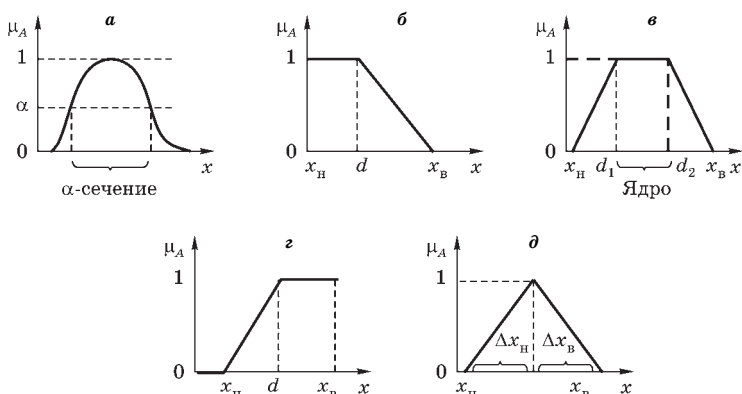 а
μA
1
α
0
x
α-сечение
б
μA
1
0
xн d xв x
в
μA
1
0
xн d1 d2 xв x
Ядро
г
μA
1
0
xн d xв x
д
μA
1
Δxн Δxв
0
xн xв x